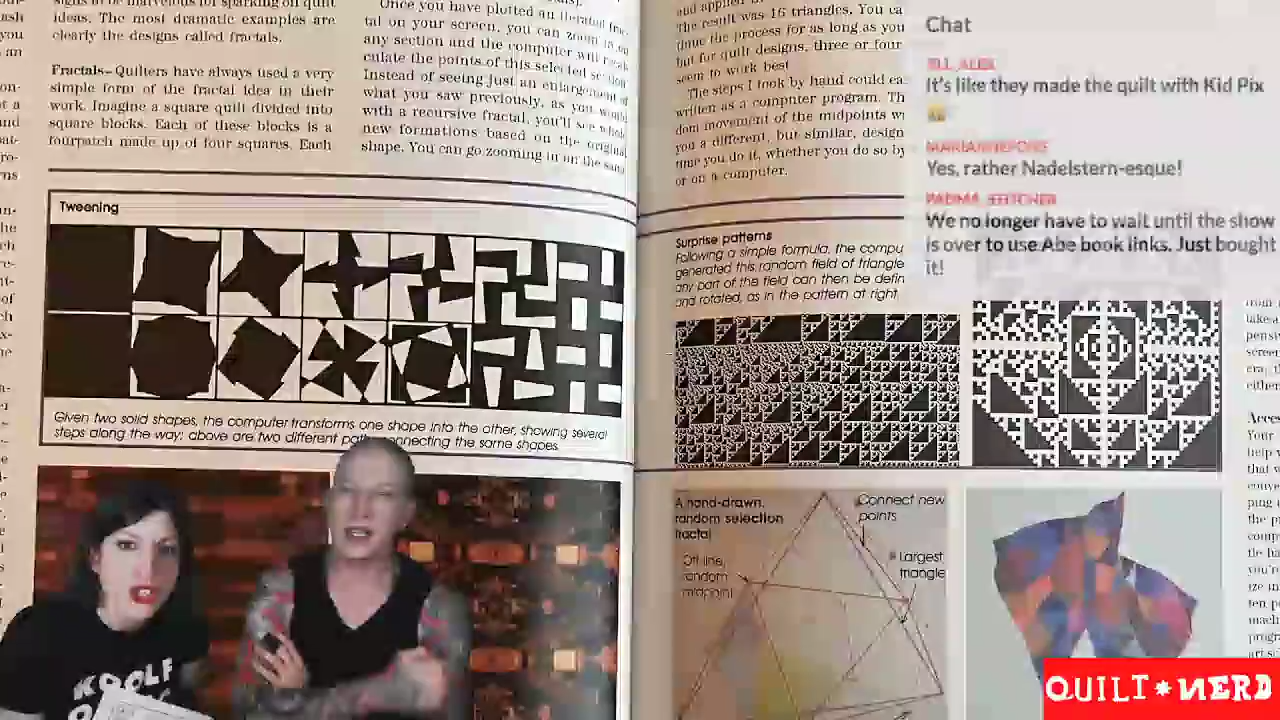 ideas. The most dramatic examples are
clearly the designs called fractals.
Fractals–Quilters have always used a very
simple form of the fractal idea in their
work. Imagine a square quilt divided into
square blocks. Each of these blocks is a
fourpatch made up of four squares. Each
Once you have plotted an
tal on your screen, you can zoom in on
any section and the computer will
culate the points of this selected section
Instead of seeing just an enlargement of
what you saw previously, as you would
with a recursive fractal, you'll see whole
new formations based on the original
shape. You can go zooming in on the same
Tweening
Given two solid shapes, the computer transforms one shape into the other, showing several
steps along the way; above are two different connecting the same shapes.
and applied
The result was 16 triangles. You ca
tinue the process for as long as you
but for quilt designs, three or four
seem to work best
The steps I took by hand could ea
written as a computer program. Th
dom movement of the midpoints w
you a different, but similar, design
time you do it, whether you do so by
or on a computer.
Surprise patterns
Following a simple formula, the compu
generated this random field of triangle
any part of the field can then be defin
and rotated, as in the pattern at right.
A hand-drawn,
random selection
fractal
Off line,
random
midpoint
Connect new
points
Largest
triangle
Chat
It's like they made the quilt with Kid Pix
Yes, rather Nadelstern-esque!
We no longer have to wait until the show
is over to use Abe book links. Just bought
it!
QUILT*NERD